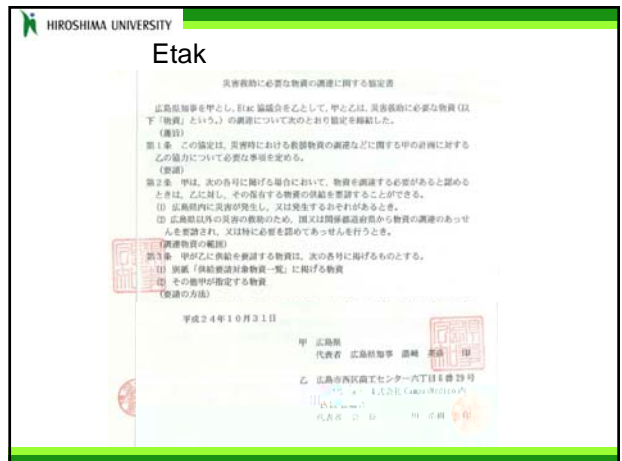 HIROSHIMA UNIVERSITY
Etak
災害救助に必要な物資の調達に関する協定書
広島県知事を甲とし、Etac 協議会を乙として、甲と乙は、災害救助に必要な物資(以
下「物資」という。)の調達について次のとおり協定を締結した。
(趣旨)
第1条 この協定は、災害時における救援物資の調達などに関する甲の計画に対する
乙の協力について必要な事項を定める。
(要請)
第2条 甲は、次の各号に掲げる場合において、物資を調達する必要があると認める
ときは、乙に対し、その保有する物資の供給を要請することができる。
(1) 広島県内に災害が発生し、又は発生するおそれがあるとき。
(2) 広島県以外の災害の救助のため、国又は関係都道府県から物資の調達のあっせ
んを要請され、又は特に必要を認めてあっせんを行うとき。
(調達物資の範囲)
第3条 甲が乙に供給を要請する物資は、次の各号に掲げるものとする。
(1) 別紙「供給要請対象物資一覧」に掲げる物資
(2) その他甲が指定する物資
(要請の方法)
平成24年10月31日
甲 広島県
代表者 広島県知事 湯﨑 英彦 印
乙 広島市西区商工センター六丁目6番29号
株式会社 Campus Medico 内
代表者 印